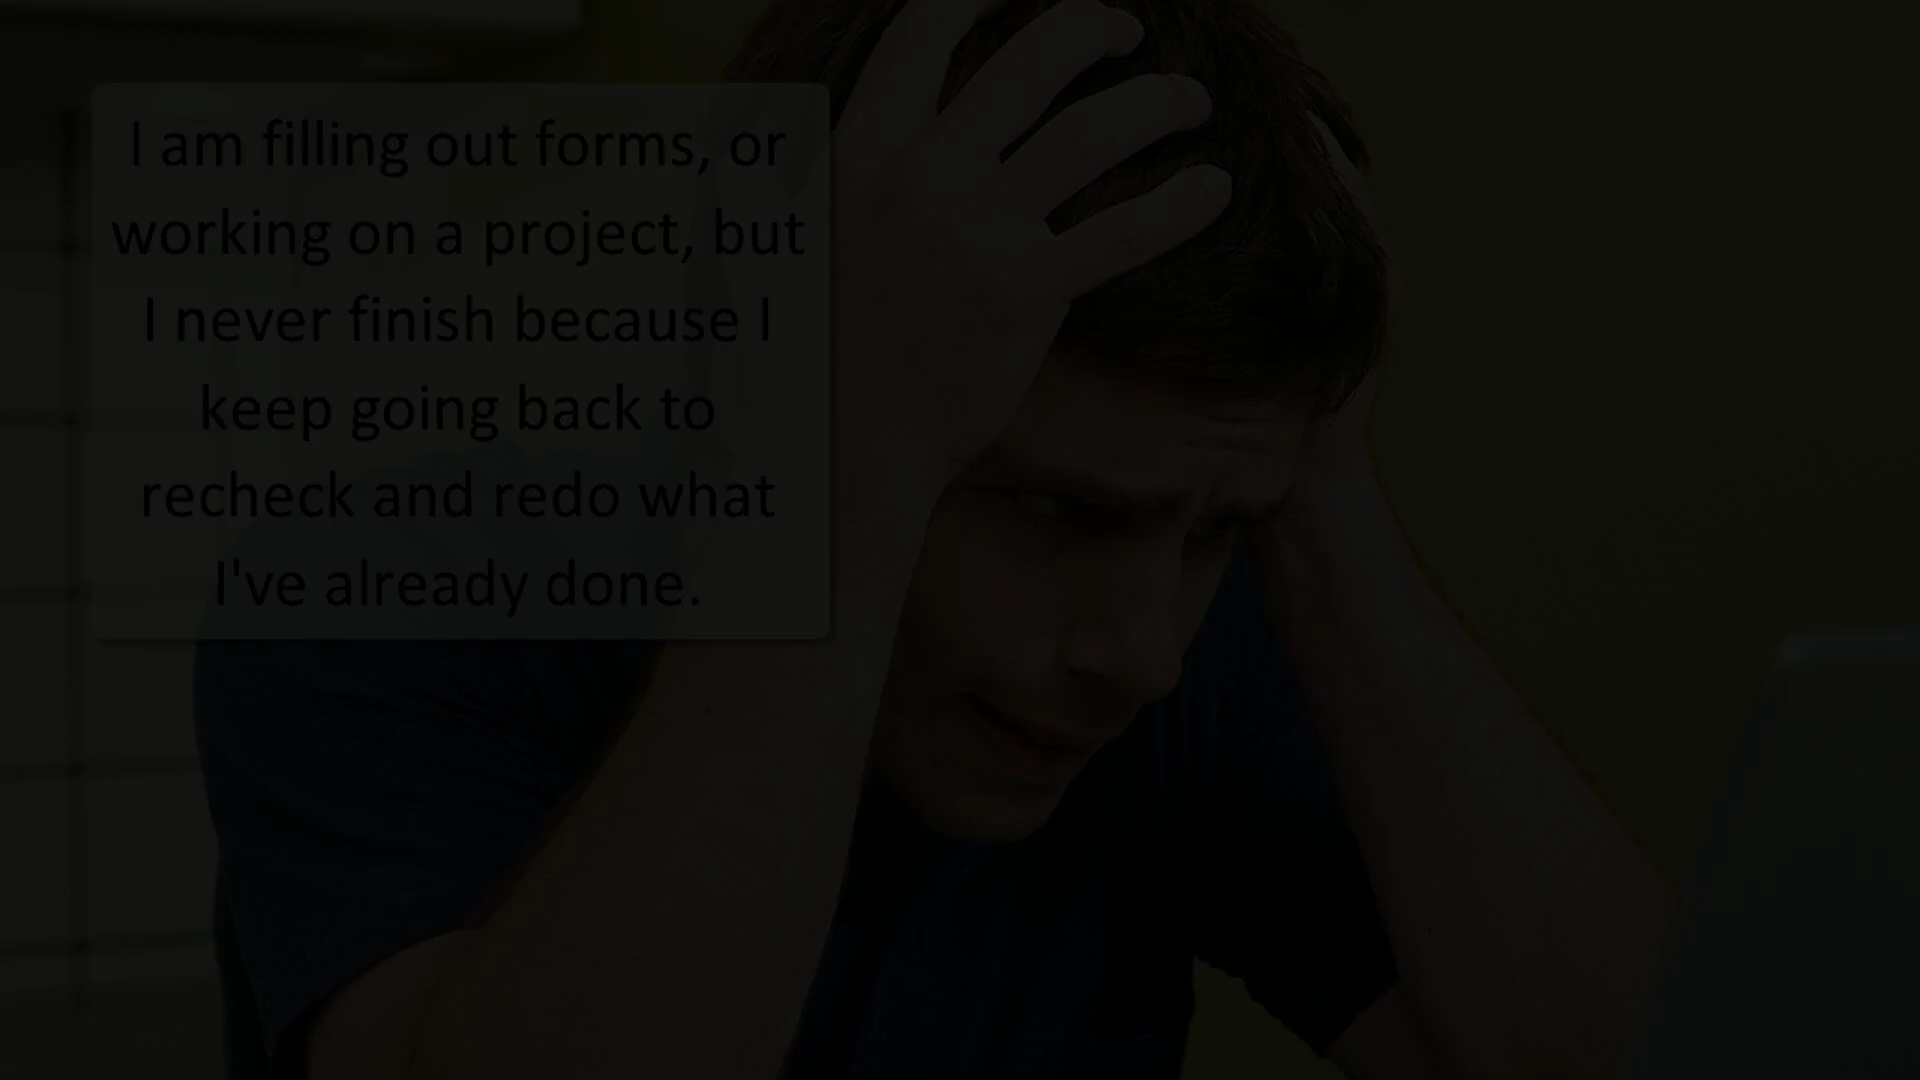 I am filling out forms, or
working on a project, but
I never finish because I
keep going back to
recheck and redo what
I've already done.